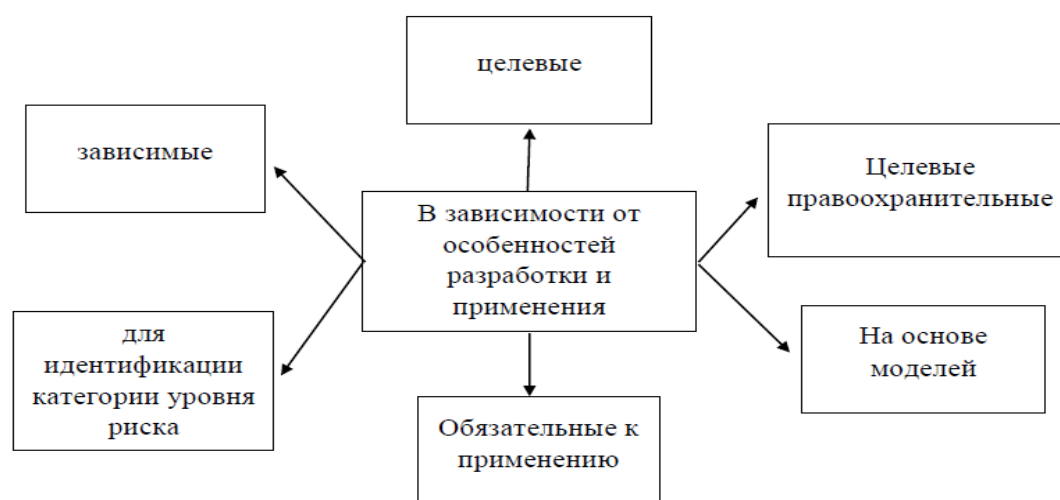 целевые
зависимые
Целевые
правоохранительные
В зависимости от
особенностей
разработки и
применения
для
идентификации
категории уровня
риска
На основе
моделей
Обязательные к
применению